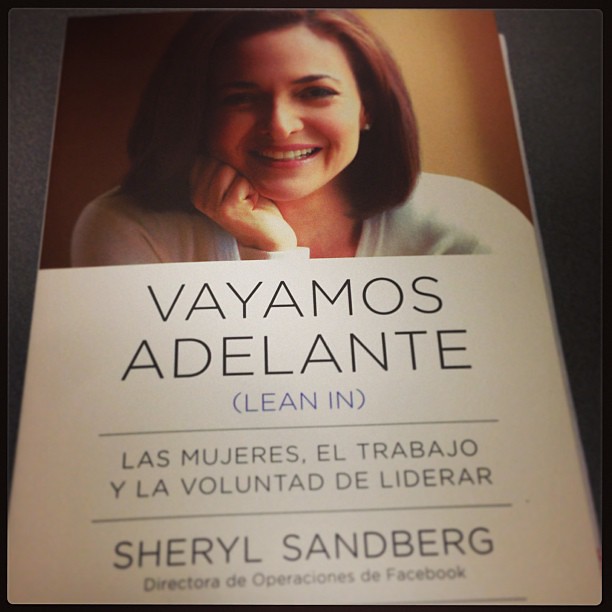 VAYAMOS
ADELANTE
(LEAN IN)
LAS MUJERES, EL TRABAJO
Y LA VOLUNTAD DE LIDERAR
SHERYL SANDBERG
Directora de Operaciones de Facebook